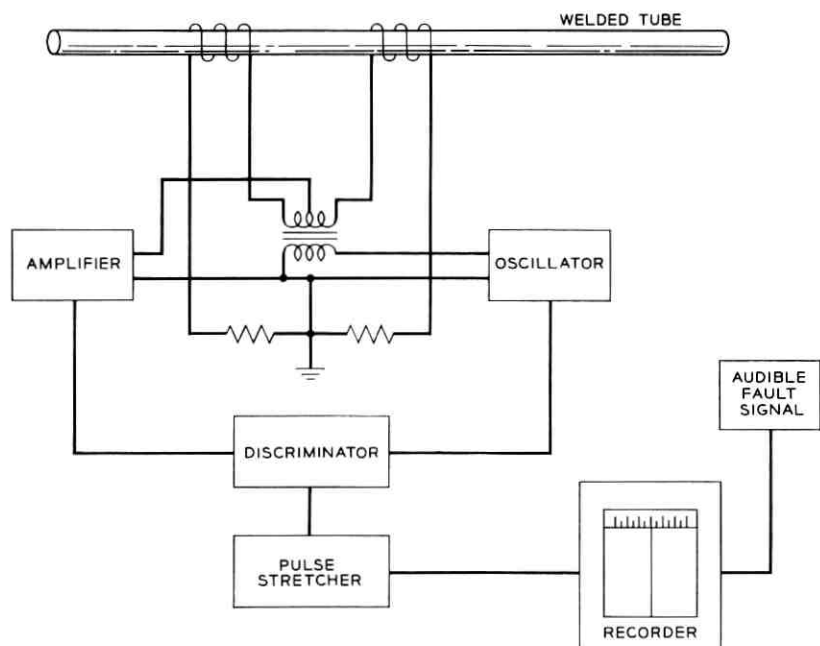 WELDED TUBE
AMPLIFIER
OSCILLATOR
AUDIBLE
FAULT
SIGNAL
DISCRIMINATOR
PULSE
STRETCHER
RECORDER